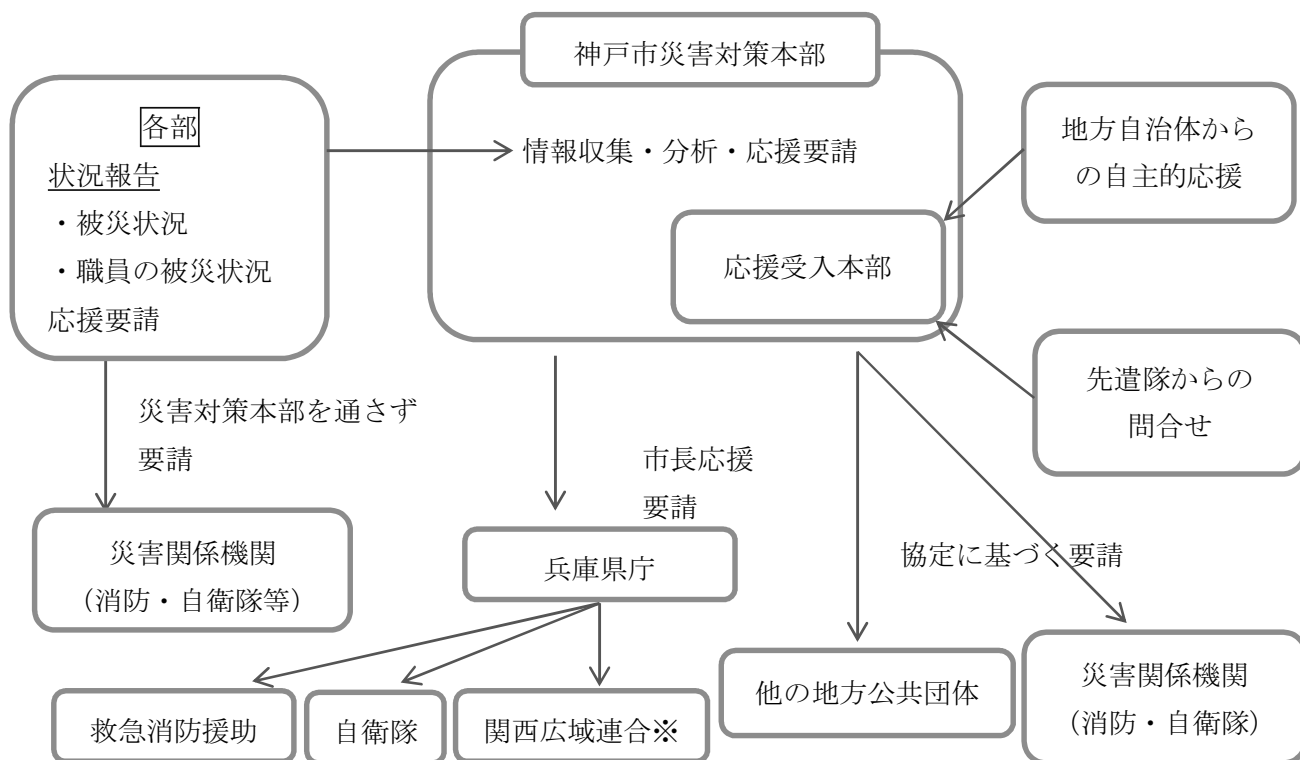 神戸市災害対策本部
各部
状況報告
・被災状況
・職員の被災状況
応援要請
情報収集・分析・応援要請
応援受入本部
地方自治体から
の自主的応援
先遣隊からの
問合せ
災害対策本部を通さず
要請
市長応援
要請
協定に基づく要請
災害関係機関
（消防・自衛隊等）
兵庫県庁
救急消防援助
自衛隊
関西広域連合※
他の地方公共団体
災害関係機関
（消防・自衛隊）